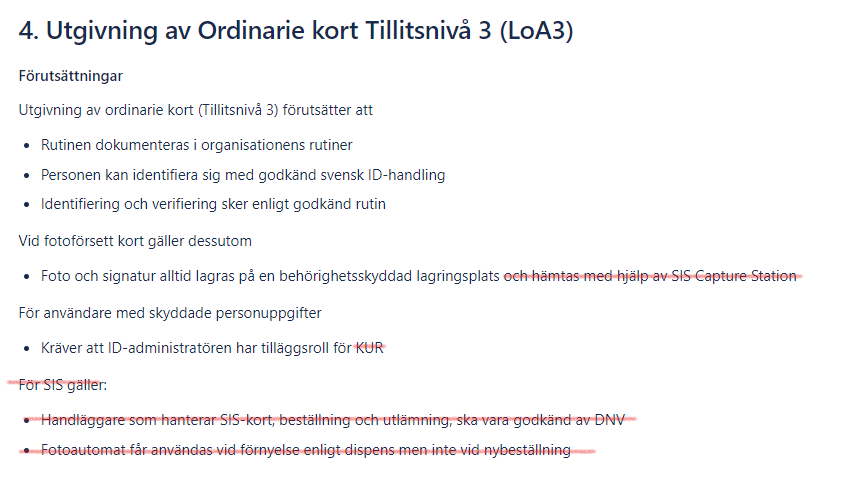 4. Utgivning av Ordinarie kort Tillitsnivå 3 (LoA3)
Förutsättningar
Utgivning av ordinarie kort (Tillitsnivå 3) förutsätter att
• Rutinen dokumenteras i organisationens rutiner
• Personen kan identifiera sig med godkänd svensk ID-handling
• Identifiering och verifiering sker enligt godkänd rutin
Vid fotoförsett kort gäller dessutom
• Foto och signatur alltid lagras på en behörighetsskyddad lagringsplats och hämtas med hjälp av SIS Capture Station
För användare med skyddade personuppgifter
• Kräver att ID-administratören har tilläggsroll för KUR
För SIS gäller:
• Handläggare som hanterar SIS-kort, beställning och utlämning, ska vara godkänd av DNV
• Fotoautomat får användas vid förnyelse enligt dispens men inte vid nybeställning